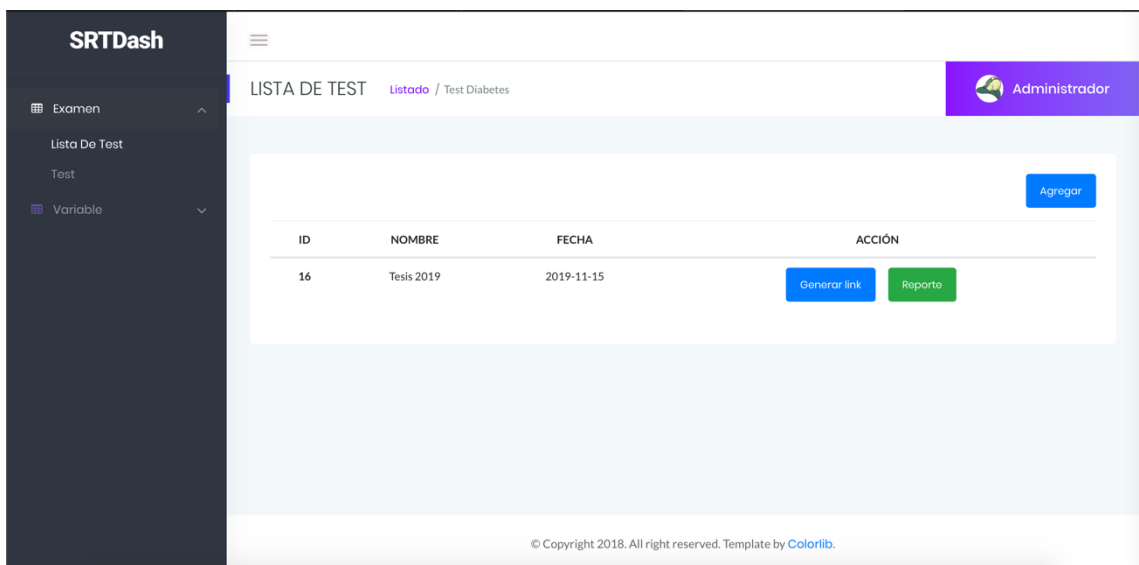 SRTDash
LISTA DE TEST Listado / Test Diabetes
Administrador
Examen
Lista De Test
Test
Variable
Agregar
ID NOMBRE FECHA ACCIÓN
16 Tesis 2019 2019-11-15 Generar link Reporte
© Copyright 2018. All right reserved. Template by Colorlib.